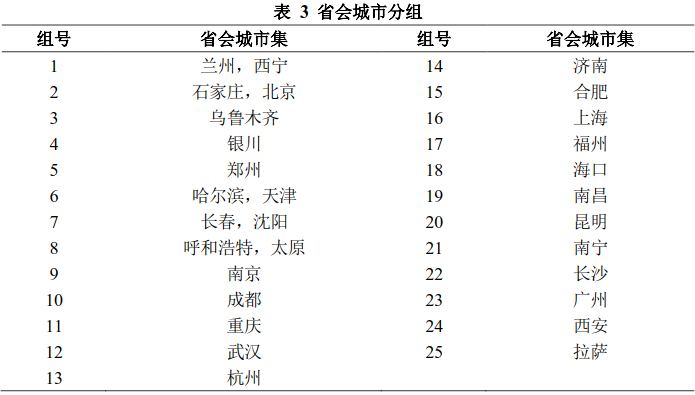 表 3 省会城市分组
组号 省会城市集 组号 省会城市集
1 兰州，西宁 14 济南
2 石家庄，北京 15 合肥
3 乌鲁木齐 16 上海
4 银川 17 福州
5 郑州 18 海口
6 哈尔滨，天津 19 南昌
7 长春，沈阳 20 昆明
8 呼和浩特，太原 21 南宁
9 南京 22 长沙
10 成都 23 广州
11 重庆 24 西安
12 武汉 25 拉萨
13 杭州